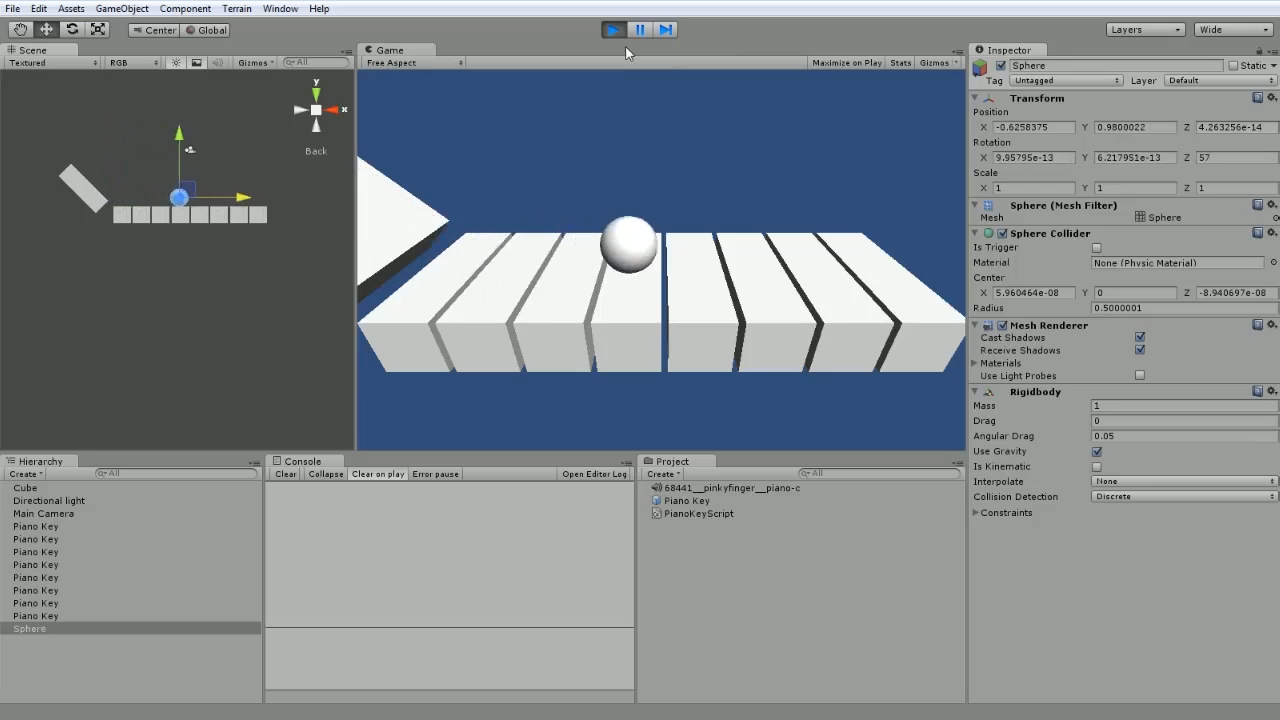 File Edit Assets GameObject Component Terrain Window Help
Center Global Layers Wide
Scene
Textured RGB Gizmos All
y
x
Back
Game
Free Aspect Maximize on Play Stats Gizmos
Inspector
Sphere Static
Tag Untagged Layer Default
Transform
Position
X -0.6258375 Y 0.9800022 Z 4.263256e-14
Rotation
X 9.95795e-13 Y 6.217951e-13 Z 57
Scale
X 1 Y 1 Z 1
Sphere (Mesh Filter)
Mesh Sphere
Sphere Collider
Is Trigger
Material None (Physic Material)
Center
X 5.960464e-08 Y 0 Z -8.940697e-08
Radius 0.5000001
Mesh Renderer
Cast Shadows
Receive Shadows
Materials
Use Light Probes
Rigidbody
Mass 1
Drag 0
Angular Drag 0.05
Use Gravity
Is Kinematic
Interpolate None
Collision Detection Discrete
Constraints
Hierarchy
Create All
Cube
Directional light
Main Camera
Piano Key
Piano Key
Piano Key
Piano Key
Piano Key
Piano Key
Piano Key
Piano Key
Sphere
Console
Clear Collapse Clear on play Error pause Open Editor Log
Project
Create All
68441__pinkyfinger__piano-c
Piano Key
PianoKeyScript